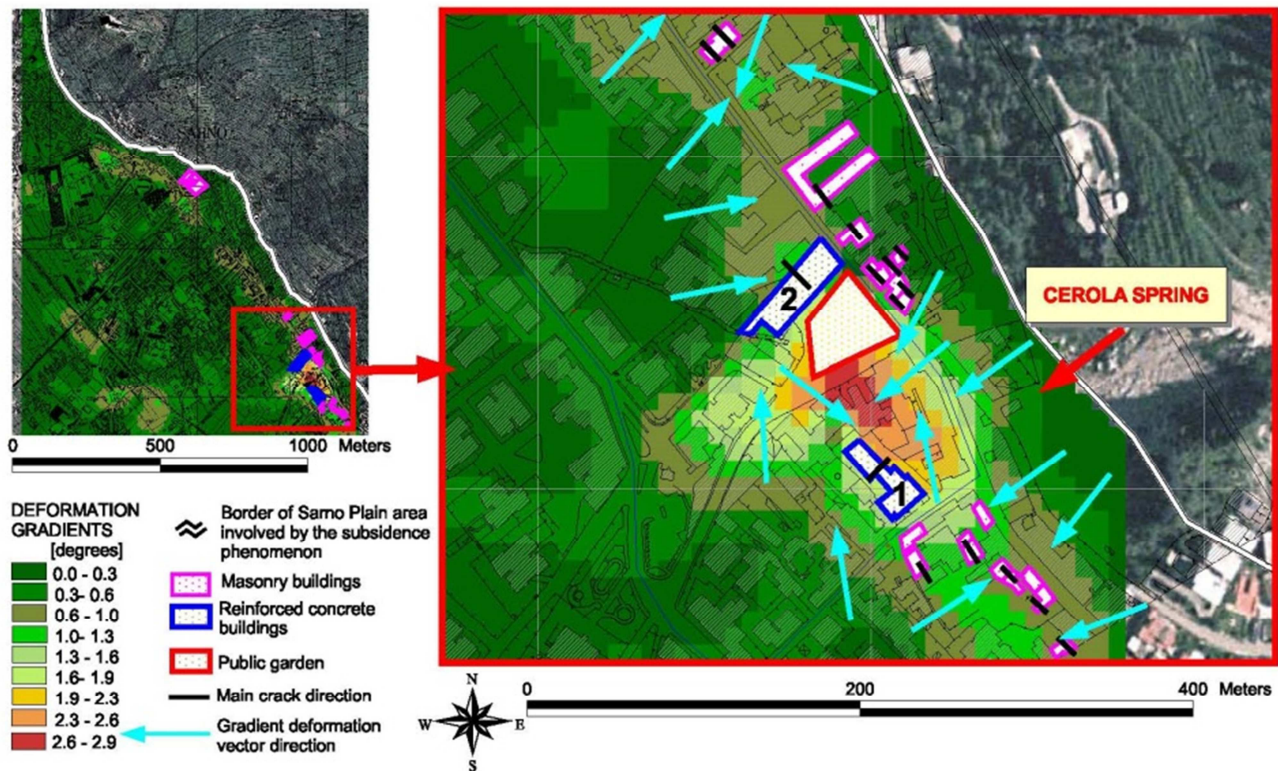 SARNO
0 500 1000 Meters
DEFORMATION
GRADIENTS
[degrees]
0.0 - 0.3
0.3- 0.6
0.6 - 1.0
1.0- 1.3
1.3 - 1.6
1.6- 1.9
1.9 - 2.3
2.3 - 2.6
2.6 - 2.9
Border of Sarno Plain area
involved by the subsidence
phenomenon
Masonry buildings
Reinforced concrete
buildings
Public garden
Main crack direction
Gradient deformation
vector direction
2
1
CEROLA SPRING
N
W E
S
0 200 400 Meters